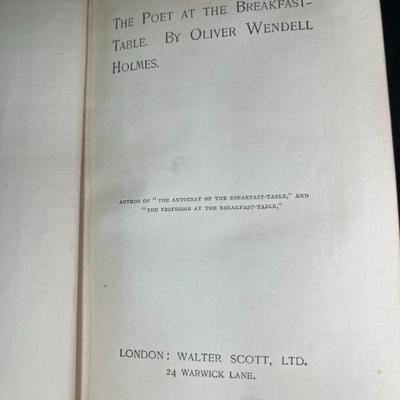 The Poet at the Breakfast-
Table. By Oliver Wendell
Holmes.
AUTHOR OF "THE AUTOCRAT OF THE BREAKFAST-TABLE," AND
"THE PROFESSOR AT THE BREAKFAST-TABLE,"
LONDON: WALTER SCOTT, LTD.
24 WARWICK LANE.